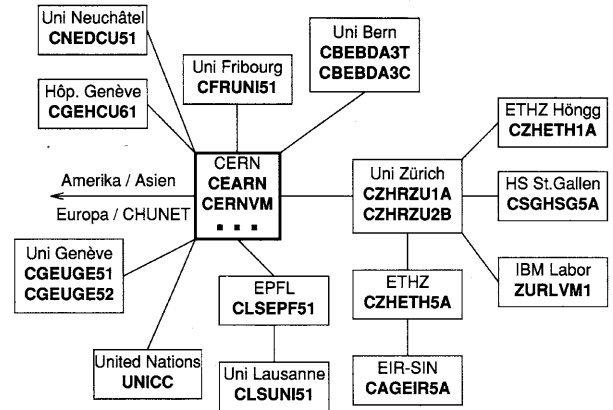 Uni Neuchâtel
CNEDCU51
Uni Bern
CBEBDA3T
CBEBDA3C
Uni Fribourg
CFRUNI51
Hôp. Genève
CGEHCU61
ETHZ Höngg
CZHETH1A
CERN
CEARN
CERNVM
Amerika / Asien
Europa / CHUNET
Uni Zürich
CZHRZU1A
CZHRZU2B
HS St.Gallen
CSGHSG5A
Uni Genève
CGEUGE51
CGEUGE52
EPFL
CLSEPF51
ETHZ
CZHETH5A
IBM Labor
ZURLVM1
United Nations
UNICC
Uni Lausanne
CLSUNI51
EIR-SIN
CAGEIR5A